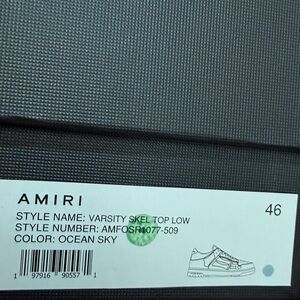 AMIRI
46
STYLE NAME: VARSITY SKEL TOP LOW
STYLE NUMBER: AMFOSR1077-509
COLOR: OCEAN SKY
1 97916 90557 1